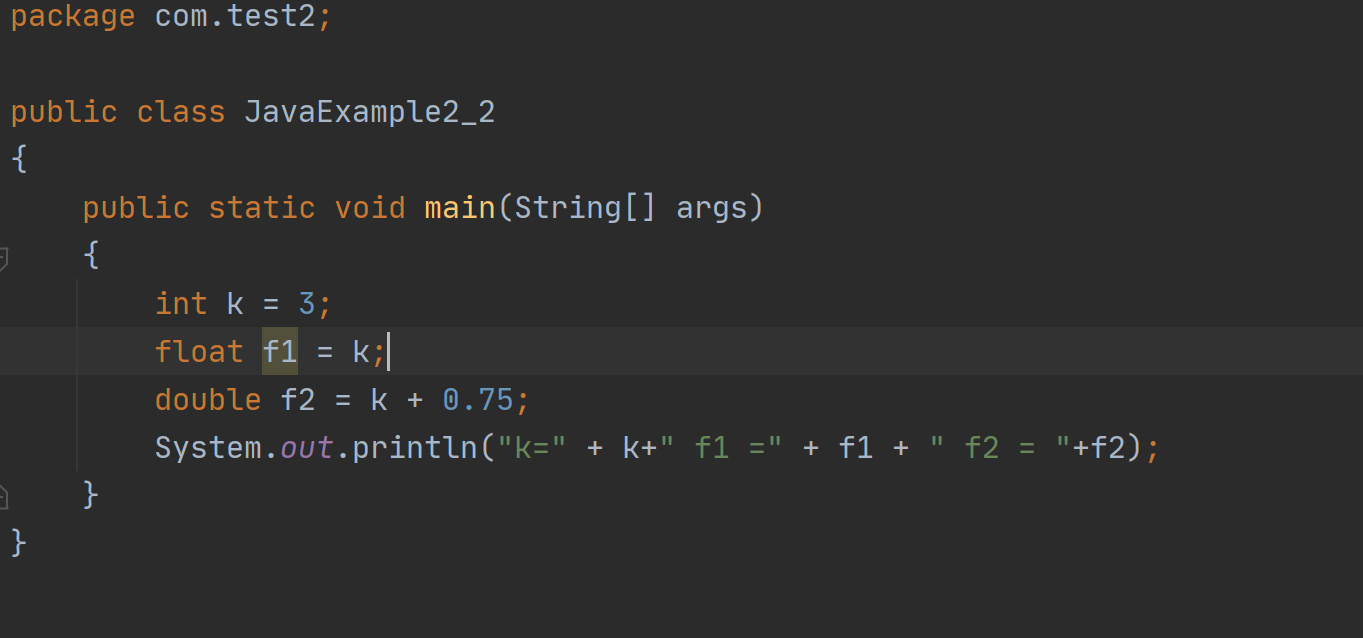 package com.test2;
public class JavaExample2_2
{
    public static void main(String[] args)
    {
        int k = 3;
        float f1 = k;
        double f2 = k + 0.75;
        System.out.println("k=" + k+" f1 =" + f1 + " f2 = "+f2);
    }
}